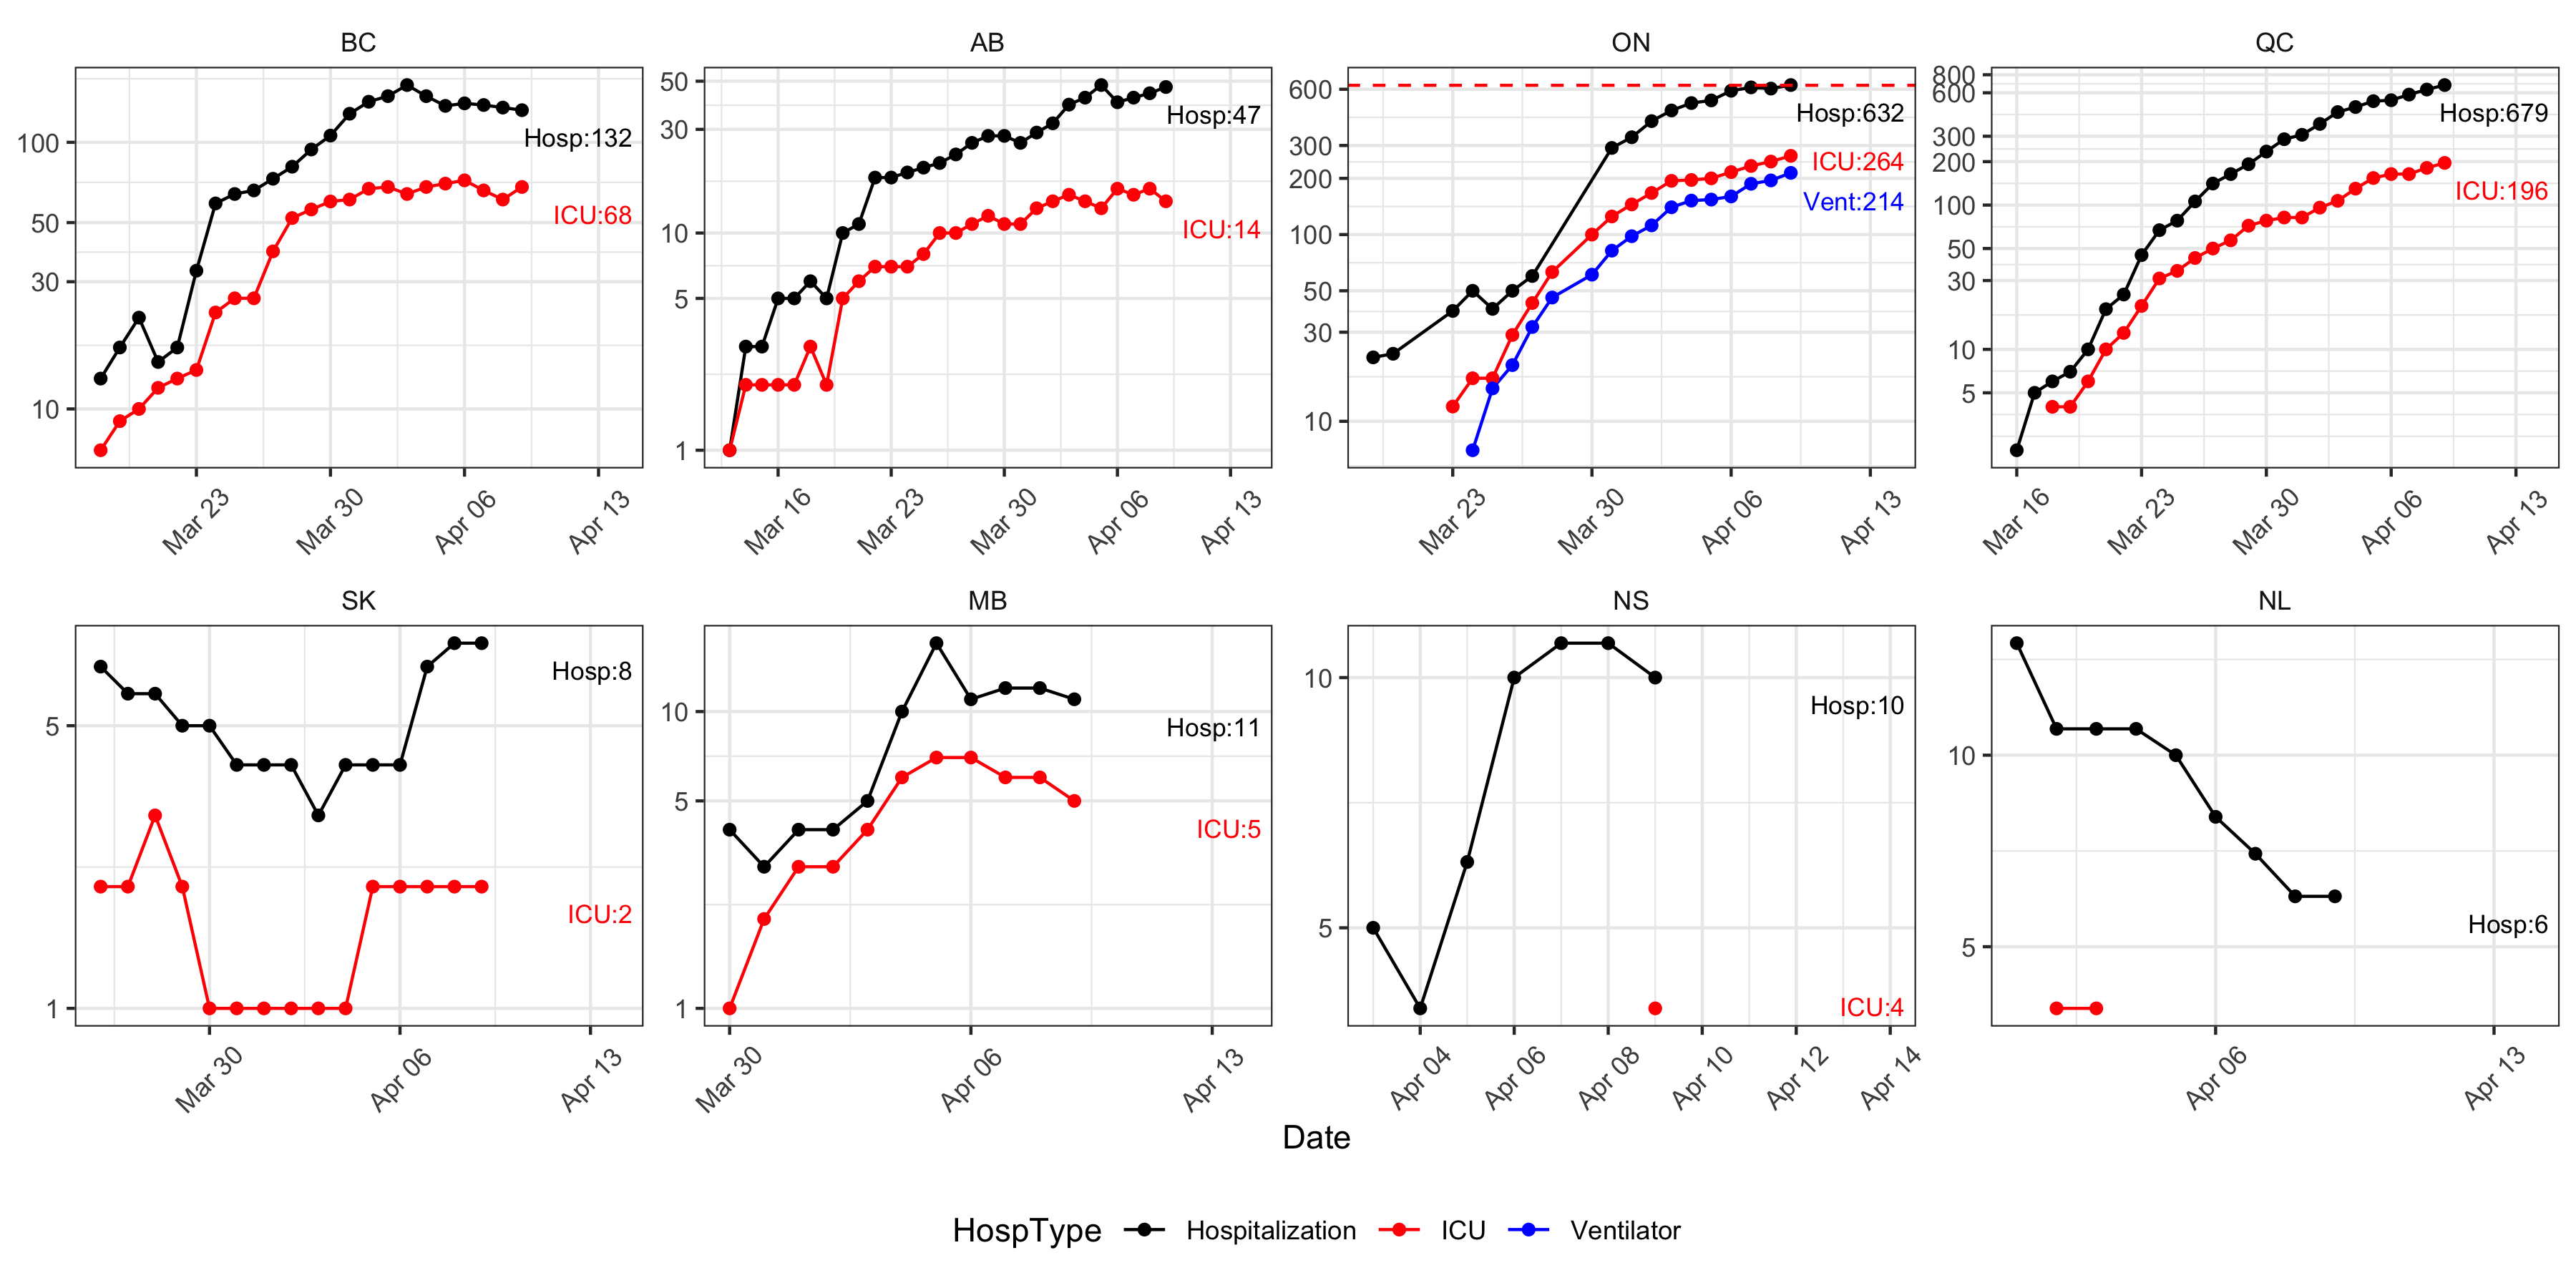 BC
AB
ON
QC
100
50
30
10
Hosp:132
ICU:68
Mar 23
Mar 30
Apr 06
Apr 13
50
30
10
5
1
Hosp:47
ICU:14
Mar 16
Mar 23
Mar 30
Apr 06
Apr 13
600
300
200
100
50
30
10
Hosp:632
ICU:264
Vent:214
Mar 23
Mar 30
Apr 06
Apr 13
800
600
300
200
100
50
30
10
5
Hosp:679
ICU:196
Mar 16
Mar 23
Mar 30
Apr 06
Apr 13
SK
MB
NS
NL
5
1
Hosp:8
ICU:2
Mar 30
Apr 06
Apr 13
10
5
1
Hosp:11
ICU:5
Mar 30
Apr 06
Apr 13
10
5
Hosp:10
ICU:4
Apr 04
Apr 06
Apr 08
Apr 10
Apr 12
Apr 14
10
5
Hosp:6
Apr 06
Apr 13
Date
HospType Hospitalization ICU Ventilator